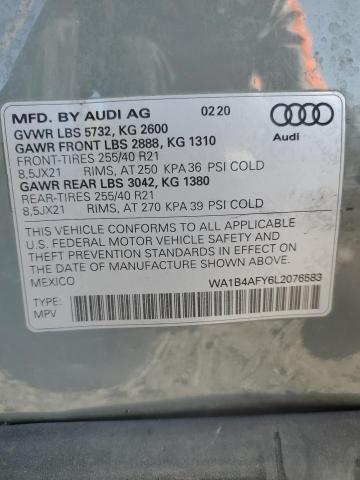 MFD. BY AUDI AG 02 20
GVWR LBS 5732, KG 2600
GAWR FRONT LBS 2888, KG 1310
FRONT-TIRES 255/40 R21
8,5JX21 RIMS, AT 250 KPA 36 PSI COLD
GAWR REAR LBS 3042, KG 1380
REAR-TIRES 255/40 R21
8,5JX21 RIMS, AT 270 KPA 39 PSI COLD
Audi
THIS VEHICLE CONFORMS TO ALL APPLICABLE
U.S. FEDERAL MOTOR VEHICLE SAFETY BUMPER
AND THEFT PREVENTION STANDARDS IN EFFECT
ON THE DATE OF MANUFACTURE SHOWN ABOVE.
MEXICO WA1B4AFY6L2076583
TYPE:
MPV